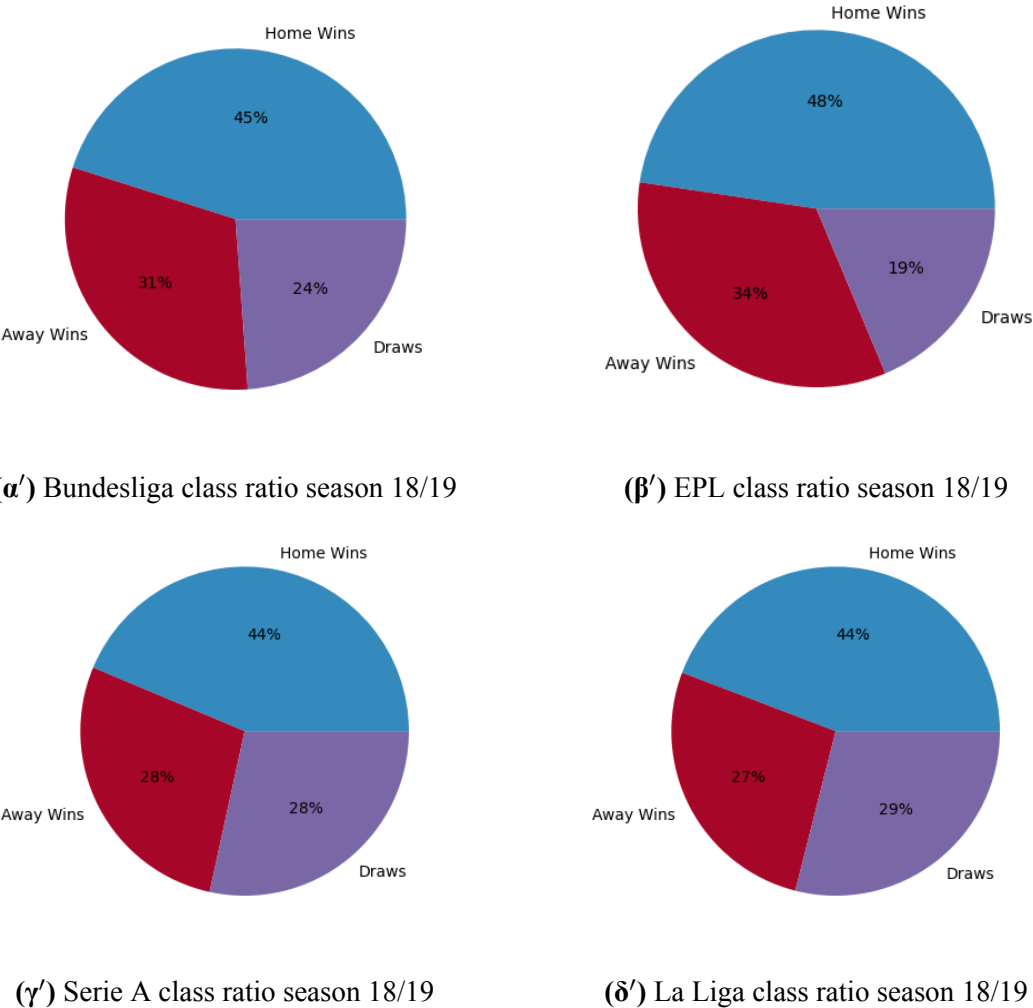 Home Wins
45%
31%
24%
Away Wins
Draws
(α′) Bundesliga class ratio season 18/19
Home Wins
48%
34%
19%
Away Wins
Draws
(β′) EPL class ratio season 18/19
Home Wins
44%
28%
28%
Away Wins
Draws
(γ′) Serie A class ratio season 18/19
Home Wins
44%
27%
29%
Away Wins
Draws
(δ′) La Liga class ratio season 18/19